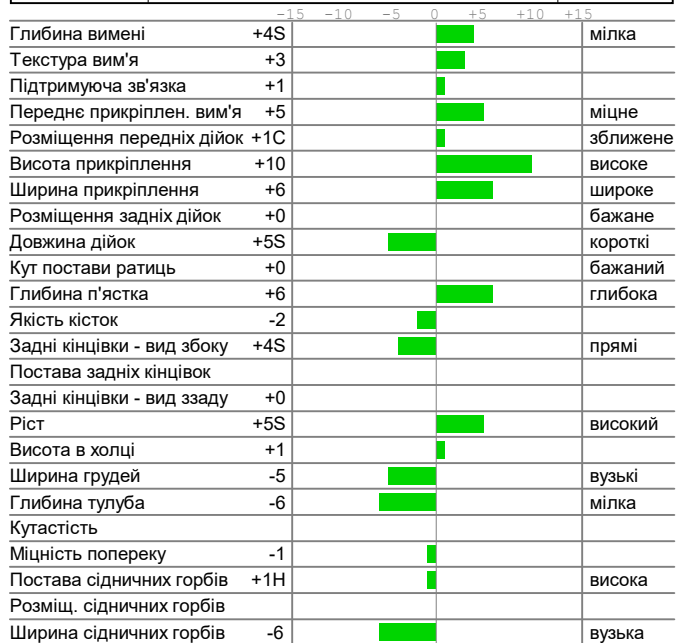 -15 -10 -5 0 +5 +10 +15
Глибина вимені +4S мілка
Текстура вим'я +3
Підтримуюча зв'язка +1
Переднє прикріплен. вим'я +5 міцне
Розміщення передніх дійок +1C зближене
Висота прикріплення +10 високе
Ширина прикріплення +6 широке
Розміщення задніх дійок +0 бажане
Довжина дійок +5S короткі
Кут постави ратиць +0 бажаний
Глибина п'ястка +6 глибока
Якість кісток -2
Задні кінцівки - вид збоку +4S прямі
Постава задніх кінцівок
Задні кінцівки - вид ззаду +0
Ріст +5S високий
Висота в холці +1
Ширина грудей -5 вузькі
Глибина тулуба -6 мілка
Кутастість
Міцність попереку -1
Постава сідничних горбів +1H висока
Розміщ. сідничних горбів
Ширина сідничних горбів -6 вузька